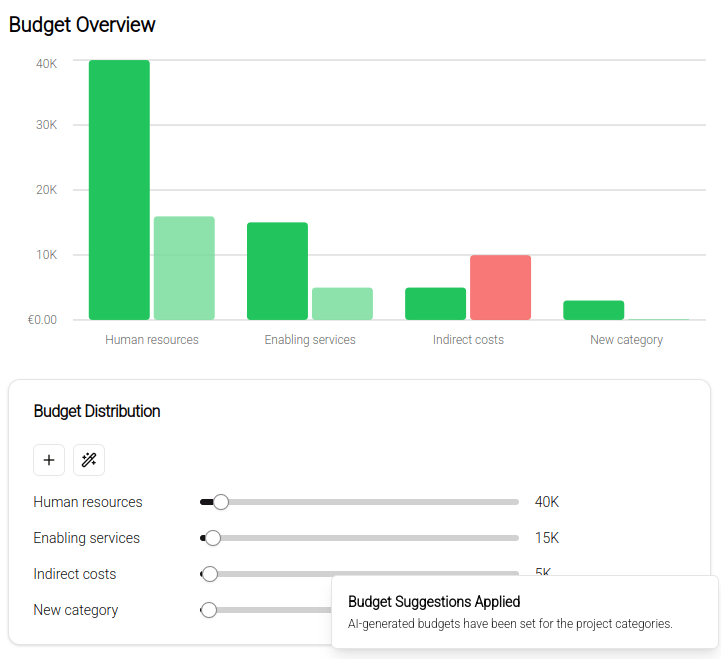 Budget Overview
40K
30K
20K
10K
€0.00
Human resources
Enabling services
Indirect costs
New category
Budget Distribution
Human resources 40K
Enabling services 15K
Indirect costs 5K
New category
Budget Suggestions Applied
AI-generated budgets have been set for the project categories.